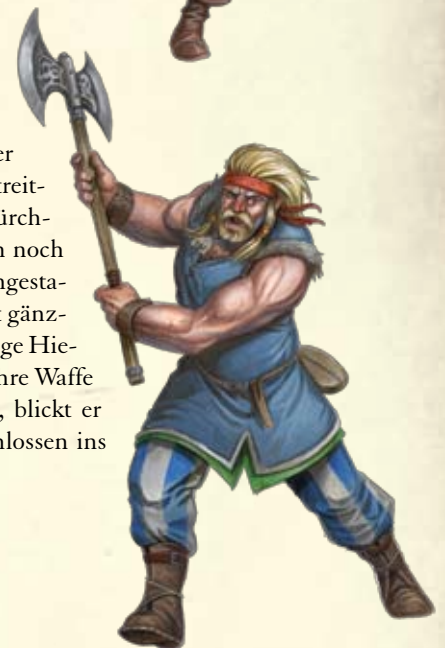 er
treit-
ürch-
n noch
ngesta-
t gänz-
ge Hie-
hre Waffe
, blickt er
hlossen ins